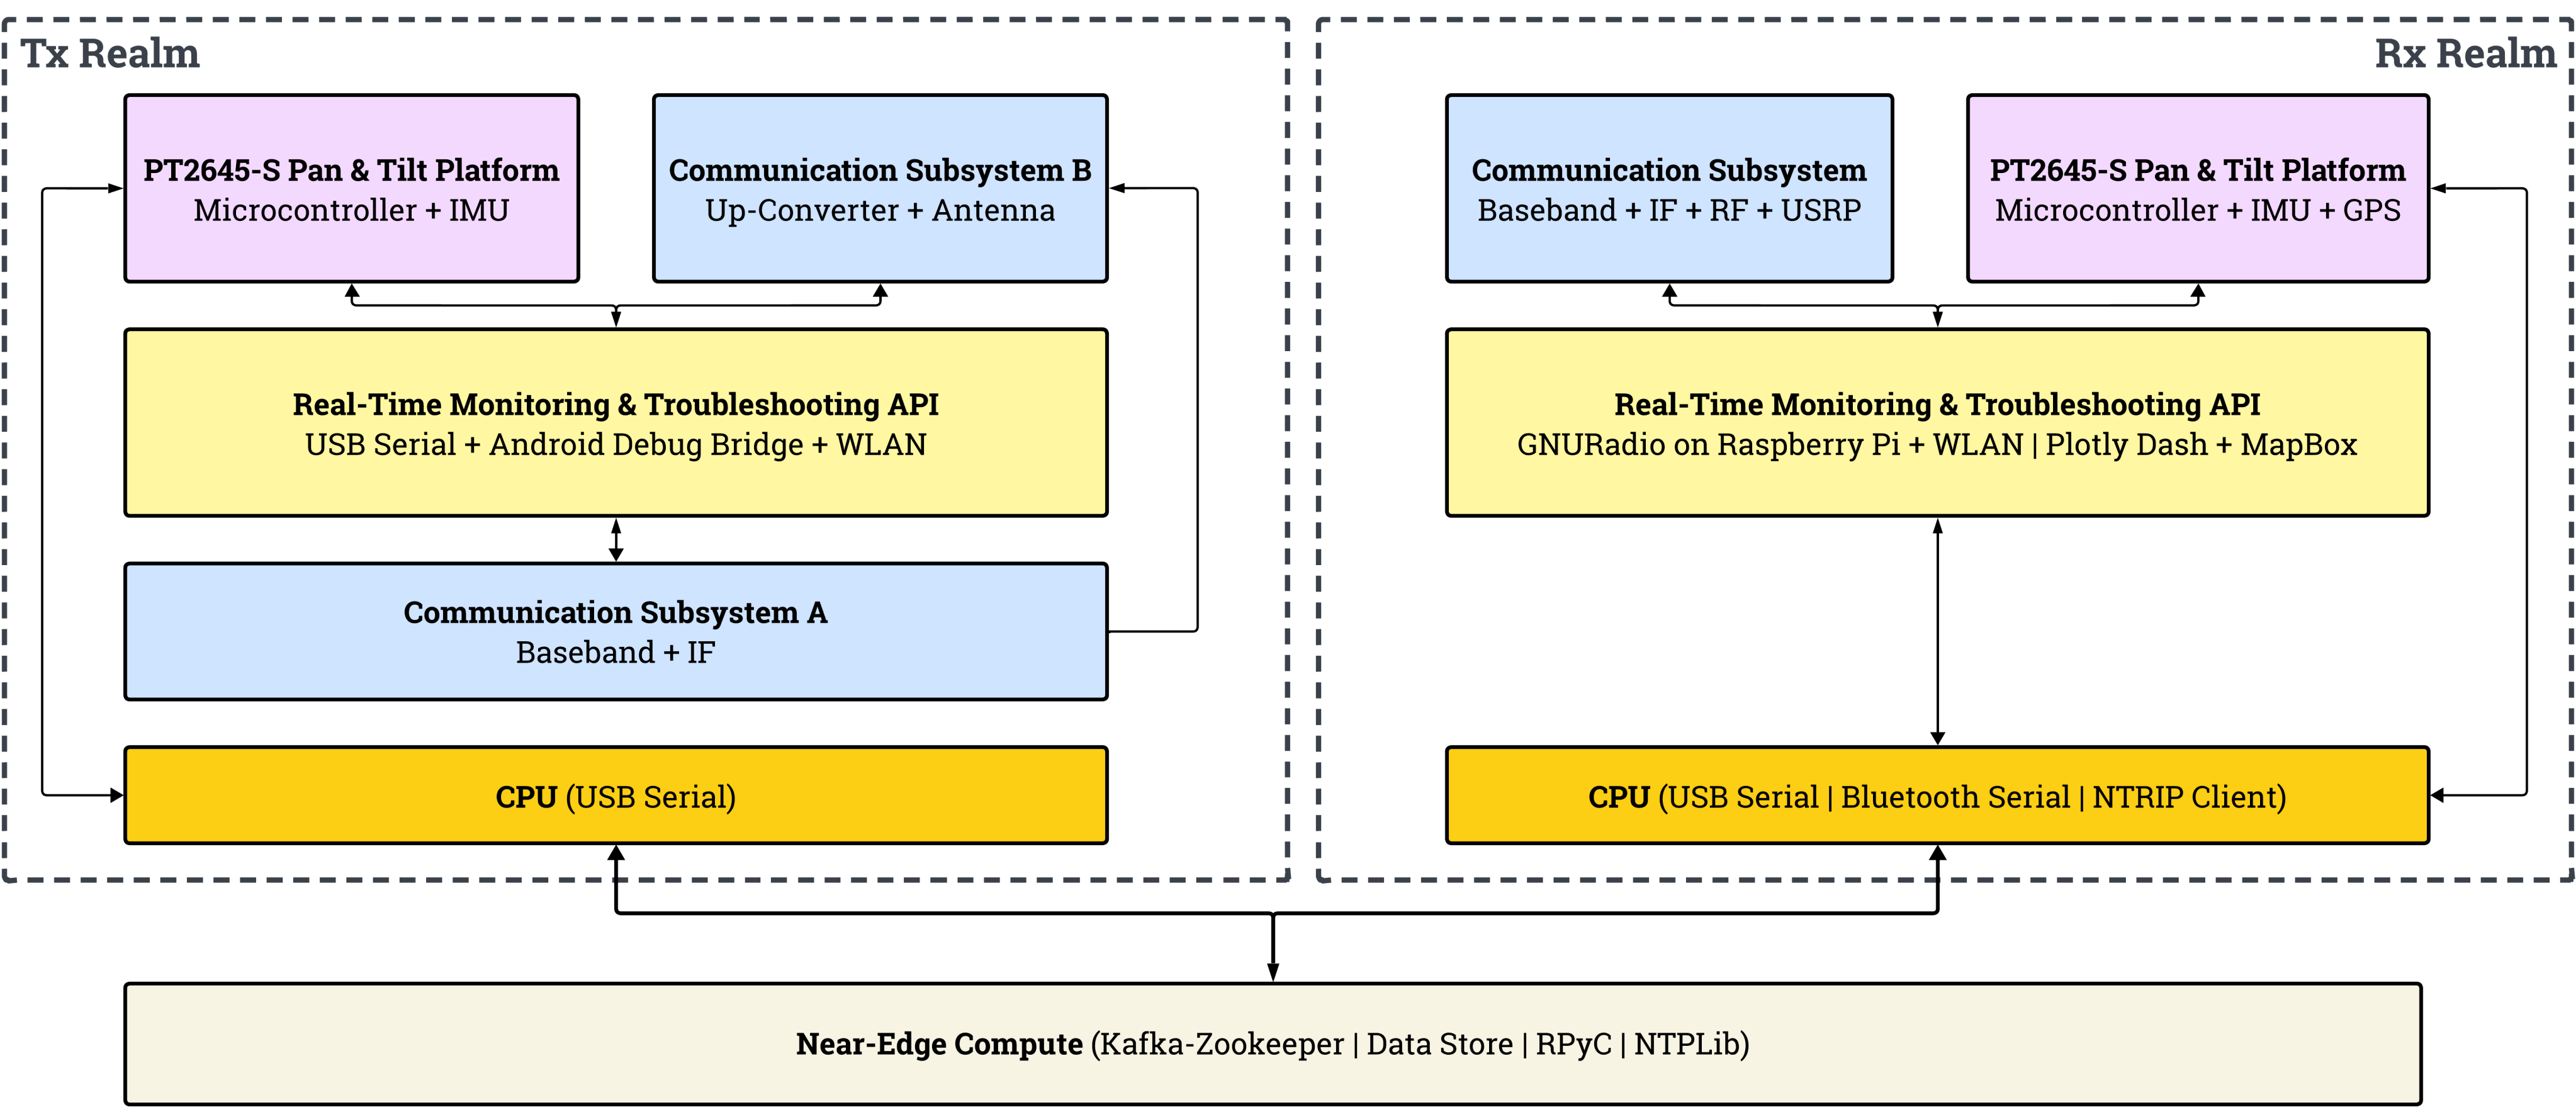 Tx Realm
PT2645-S Pan & Tilt Platform
Microcontroller + IMU
Communication Subsystem B
Up-Converter + Antenna
Real-Time Monitoring & Troubleshooting API
USB Serial + Android Debug Bridge + WLAN
Communication Subsystem A
Baseband + IF
CPU (USB Serial)
Rx Realm
Communication Subsystem
Baseband + IF + RF + USRP
PT2645-S Pan & Tilt Platform
Microcontroller + IMU + GPS
Real-Time Monitoring & Troubleshooting API
GNURadio on Raspberry Pi + WLAN | Plotly Dash + MapBox
CPU (USB Serial | Bluetooth Serial | NTRIP Client)
Near-Edge Compute (Kafka-Zookeeper | Data Store | RPyC | NTPLib)